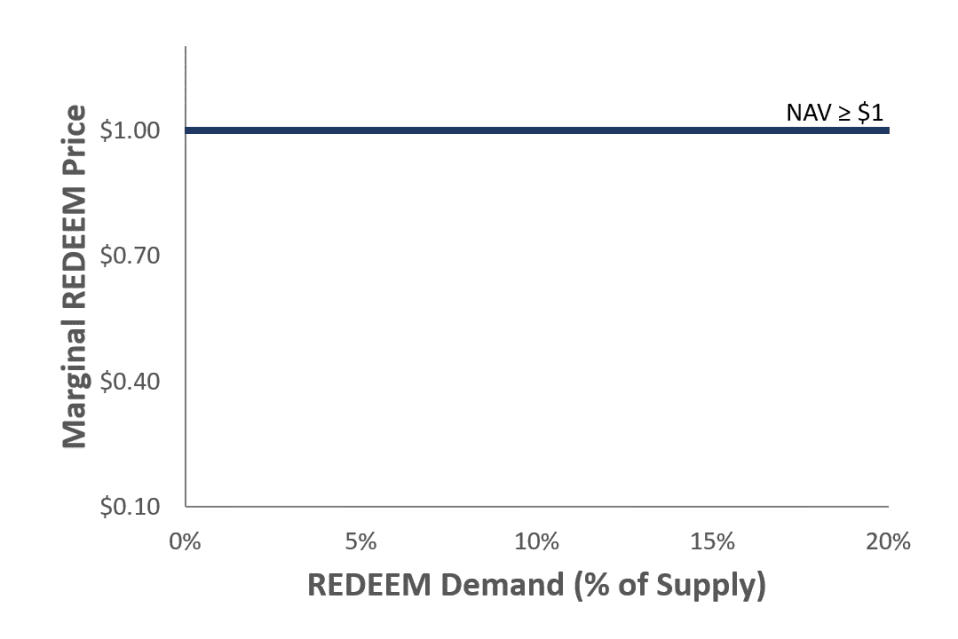 NAV ≥ $1
Marginal REDEEM Price
$1.00
$0.70
$0.40
$0.10
0% 5% 10% 15% 20%
REDEEM Demand (% of Supply)